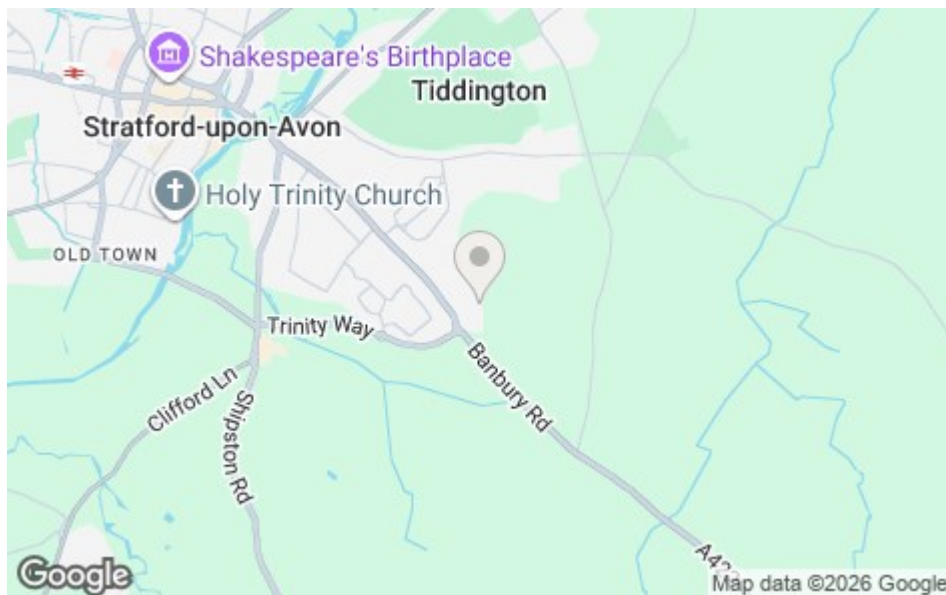 Shakespeare's Birthplace
Tiddington
Stratford-upon-Avon
Holy Trinity Church
OLD TOWN
Trinity Way
Banbury Rd
Clifford Ln
Shipston Rd
Google
Map data ©2026 Google